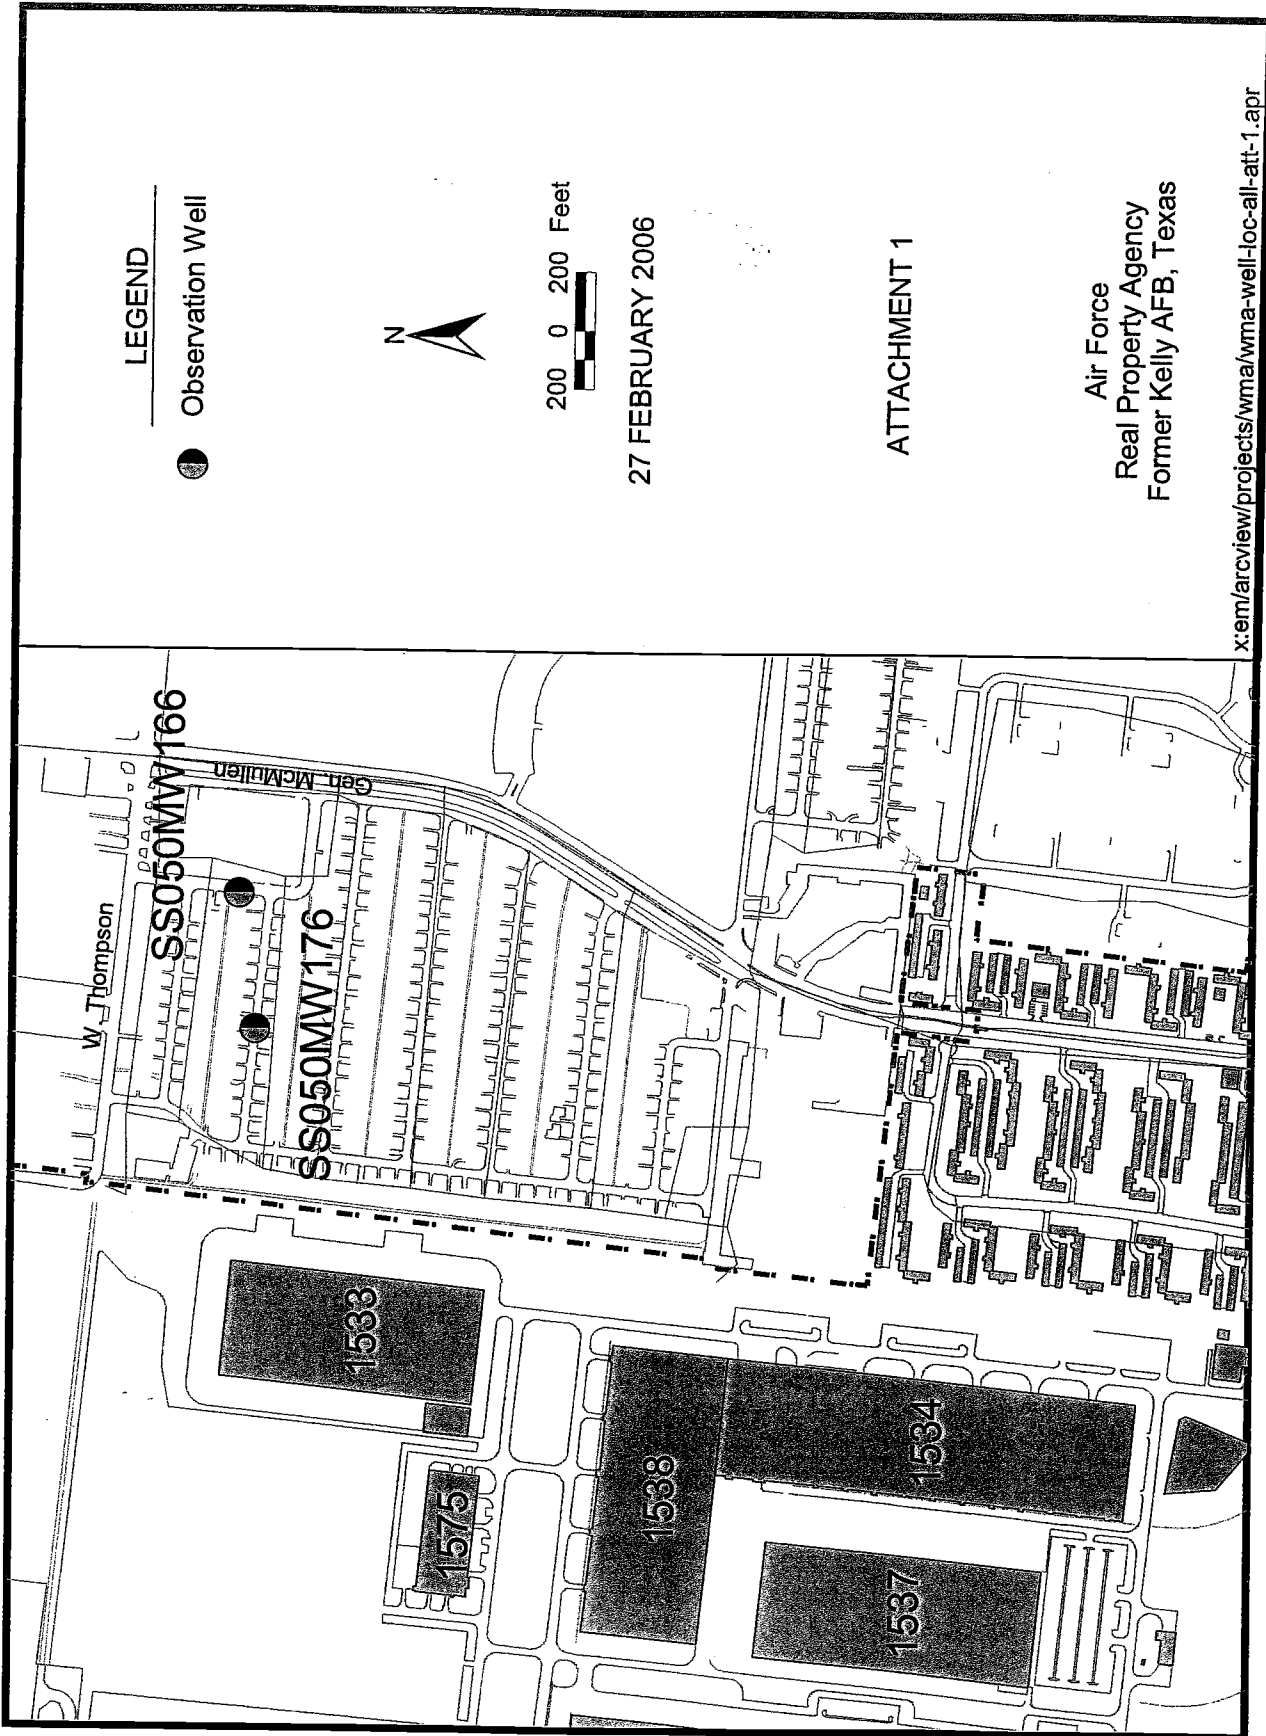 W. Thompson
SS050MW166
SS050MW176
Gen. McMullen
1533
1575
1538
1534
1537
LEGEND
Observation Well
N
200 0 200 Feet
27 FEBRUARY 2006
ATTACHMENT 1
Air Force
Real Property Agency
Former Kelly AFB, Texas
x:em/arcview/projects/wma/wma-well-loc-all-att-1.apr